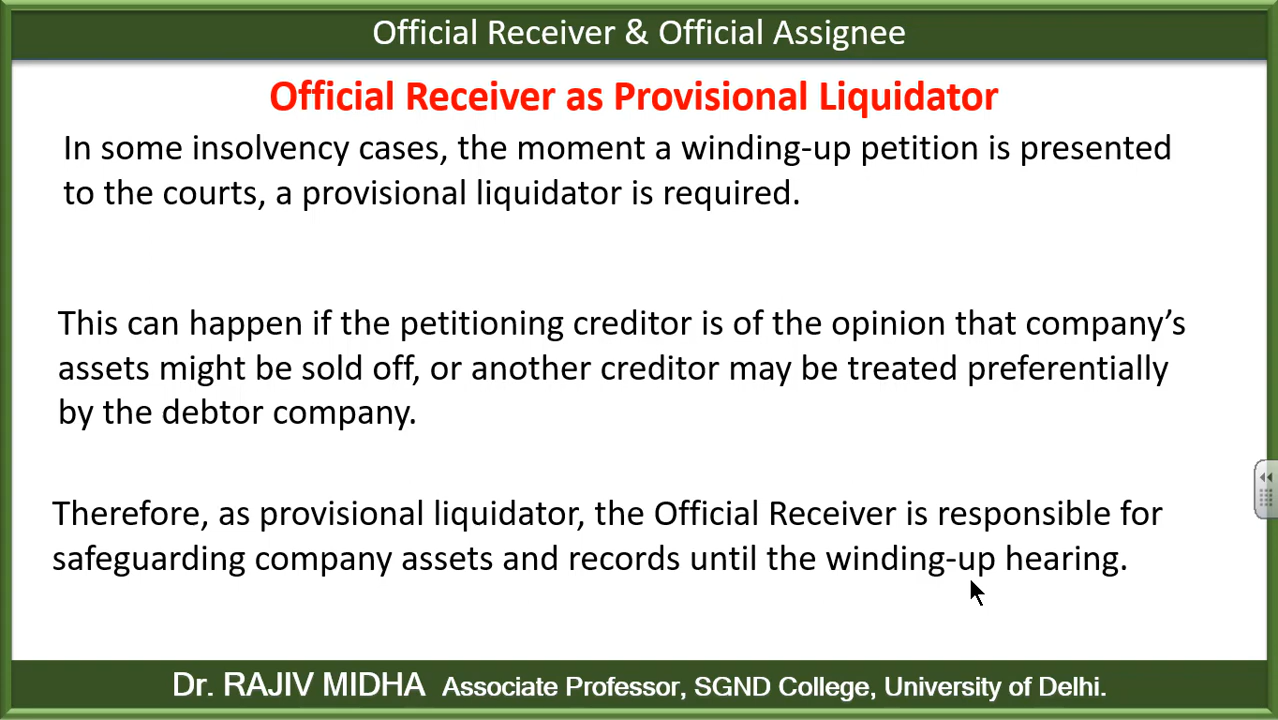 Official Receiver & Official Assignee
Official Receiver as Provisional Liquidator
In some insolvency cases, the moment a winding-up petition is presented
to the courts, a provisional liquidator is required.
This can happen if the petitioning creditor is of the opinion that company’s
assets might be sold off, or another creditor may be treated preferentially
by the debtor company.
Therefore, as provisional liquidator, the Official Receiver is responsible for
safeguarding company assets and records until the winding-up hearing.
Dr. RAJIV MIDHA Associate Professor, SGND College, University of Delhi.